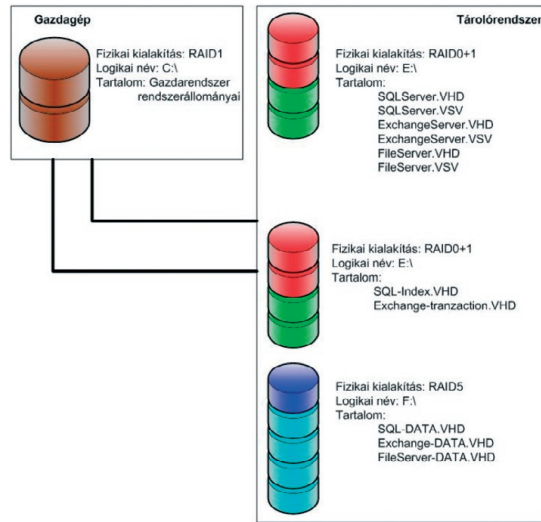 Gazdagép
Fizikai kialakítás: RAID1
Logikai név: C:\
Tartalom: Gazdarendszer
rendszerállományai
Tárolórendszer
Fizikai kialakítás: RAID0+1
Logikai név: E:\
Tartalom:
SQLServer.VHD
SQLServer.VSV
ExchangeServer.VHD
ExchangeServer.VSV
FileServer.VHD
FileServer.VSV
Fizikai kialakítás: RAID0+1
Logikai név: E:\
Tartalom:
SQL-Index.VHD
Exchange-tranzaction.VHD
Fizikai kialakítás: RAID5
Logikai név: F:\
Tartalom:
SQL-DATA.VHD
Exchange-DATA.VHD
FileServer-DATA.VHD